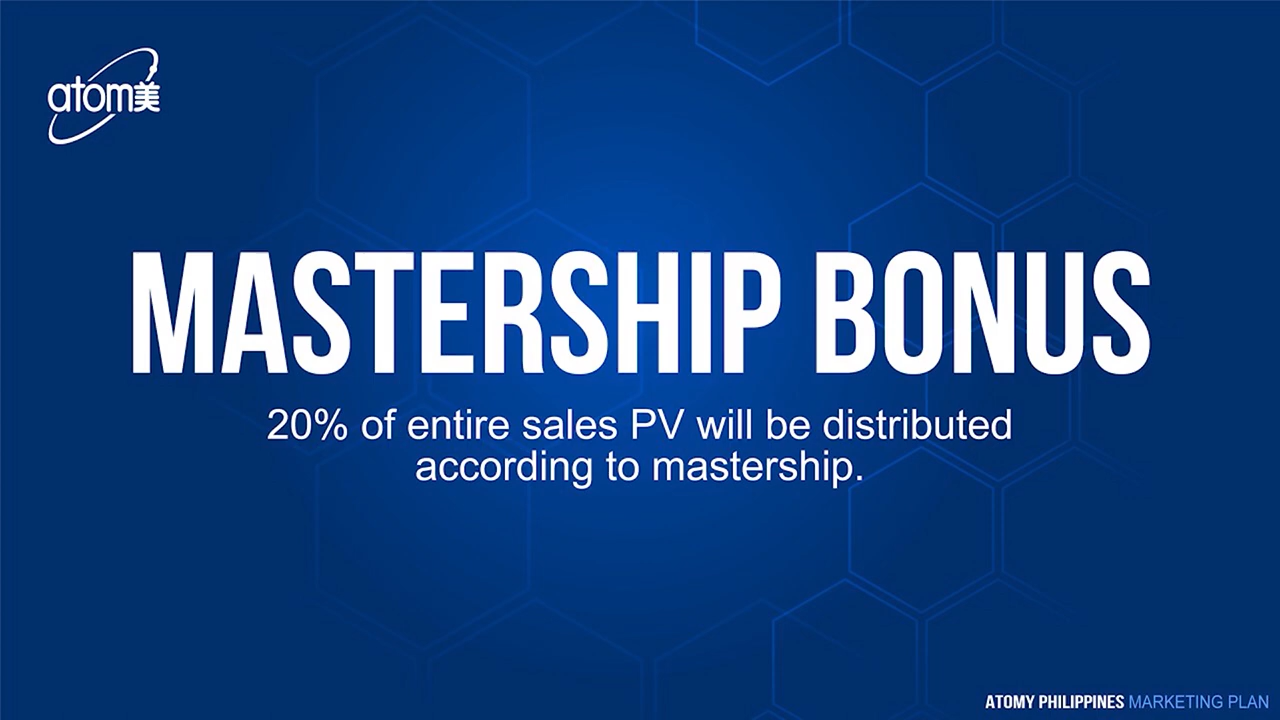 atom美
MASTERSHIP BONUS
20% of entire sales PV will be distributed
according to mastership.
ATOMY PHILIPPINES MARKETING PLAN